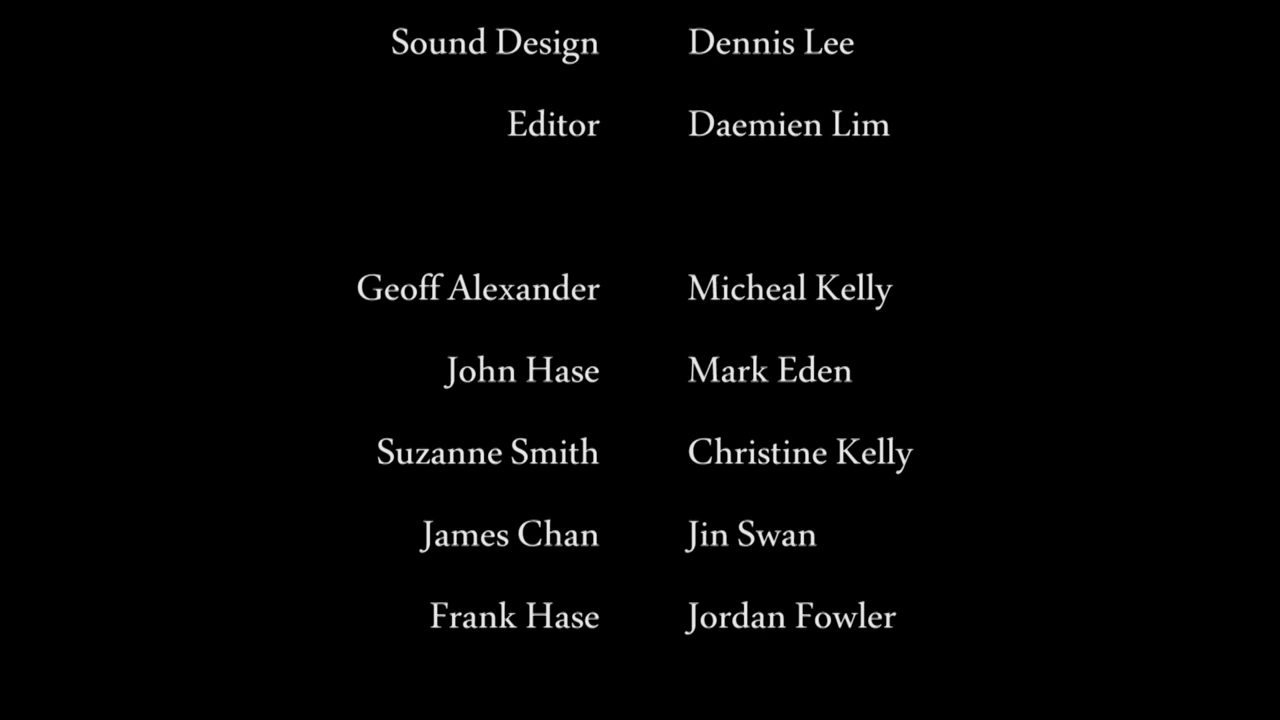 Sound Design Dennis Lee
Editor Daemien Lim
Geoff Alexander Micheal Kelly
John Hase Mark Eden
Suzanne Smith Christine Kelly
James Chan Jin Swan
Frank Hase Jordan Fowler